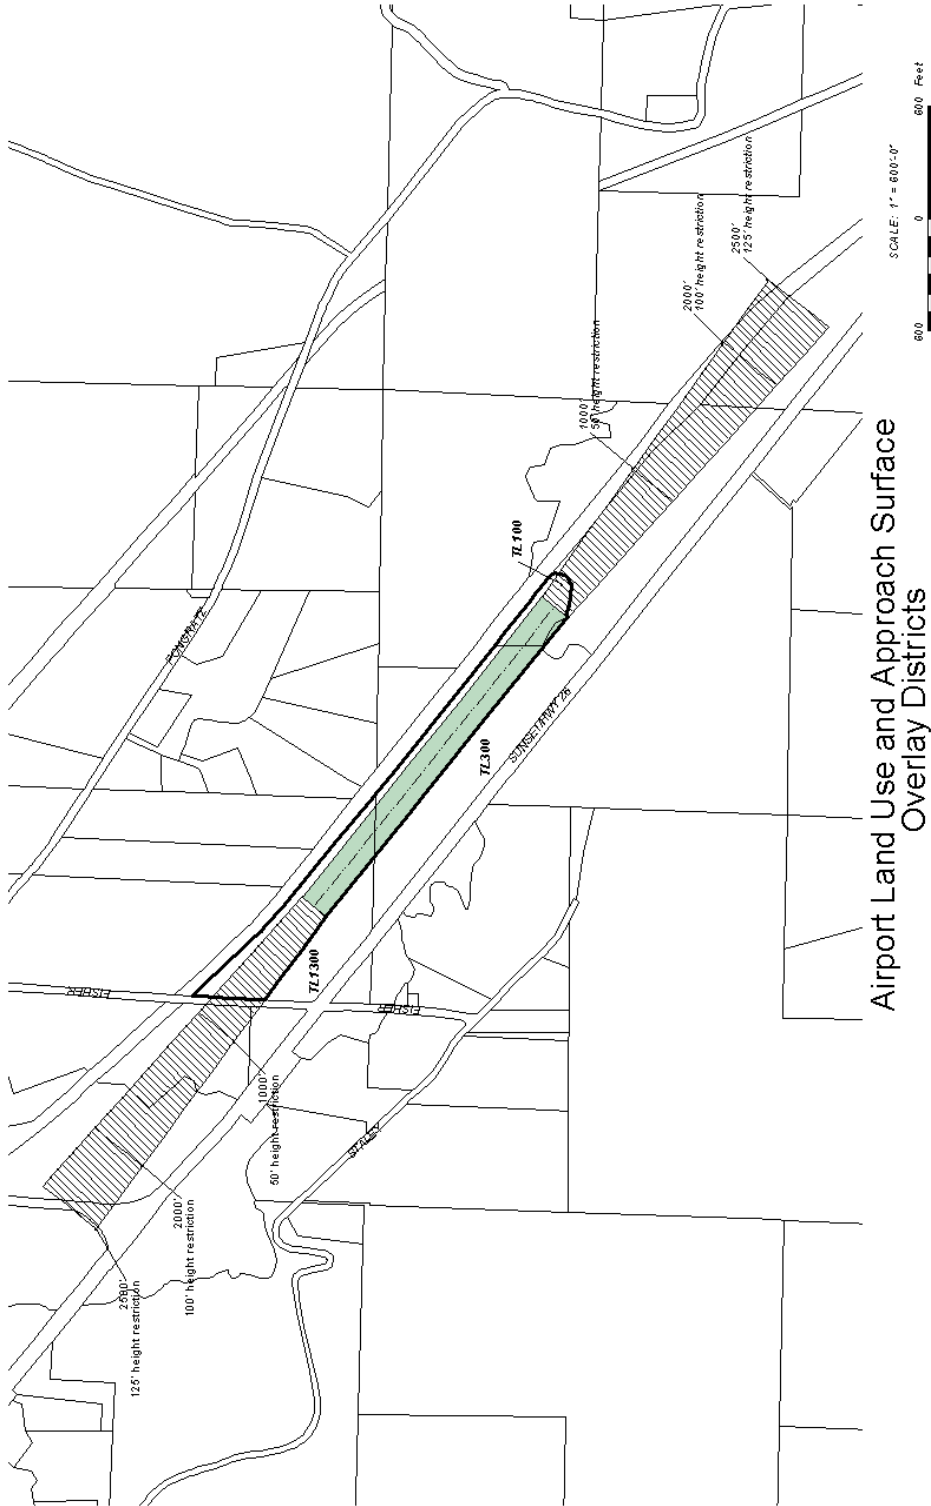 2500'
125' height restriction
2000'
100' height restriction
1000'
50' height restriction
FISHER
TL1300
FISHER
STALEY
PONGRATZ
TL300
SUNSET/HWY 26
TL100
1000'
50' height restriction
2000'
100' height restriction
2500'
125' height restriction
Airport Land Use and Approach Surface
Overlay Districts
SCALE: 1" = 600'-0"
600 0 600 Feet